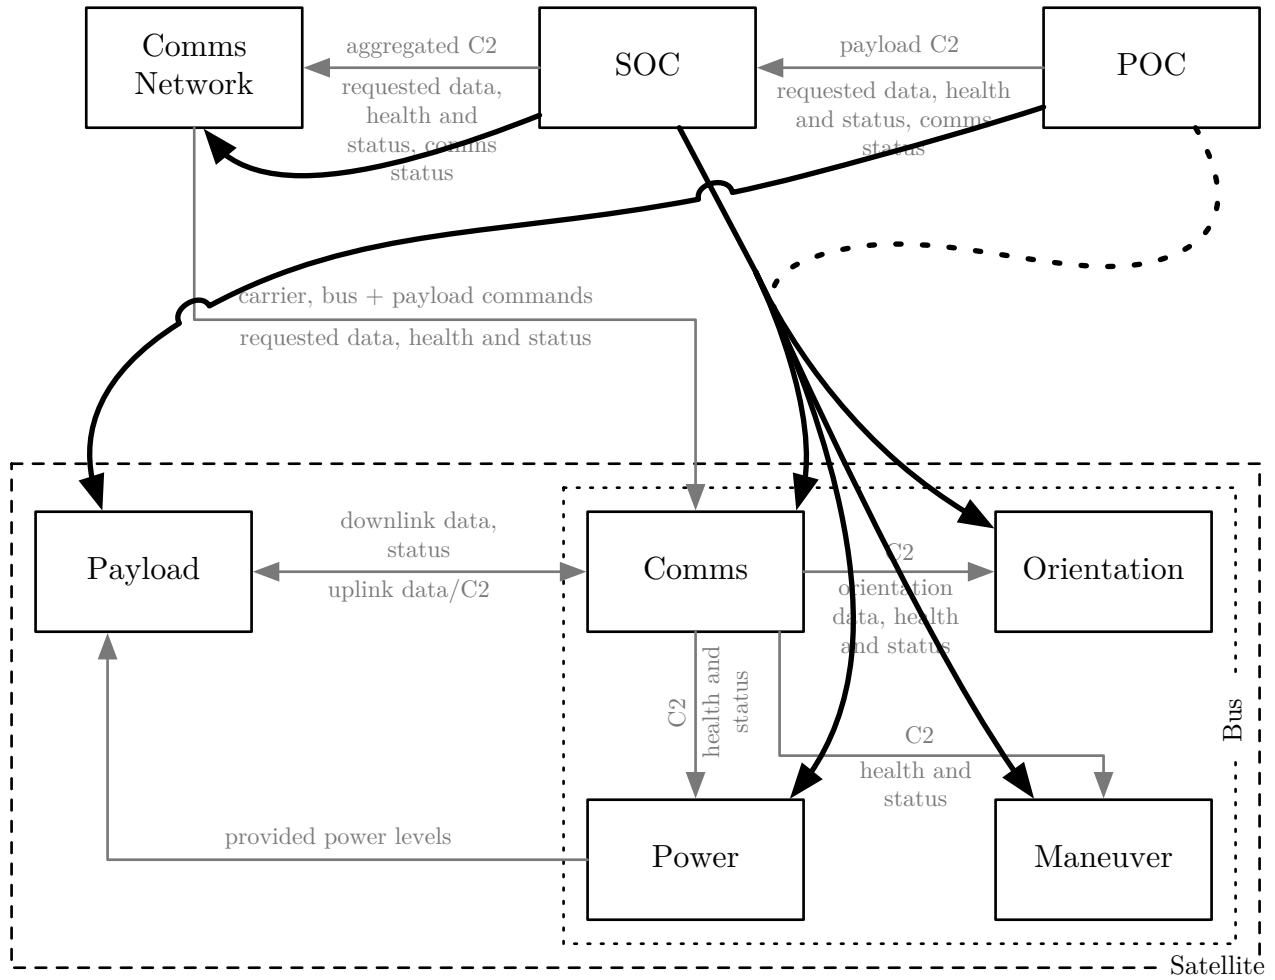 Comms
Network
aggregated C2
requested data,
health and
status, comms
status
SOC
payload C2
requested data, health
and status, comms
status
POC
carrier, bus + payload commands
requested data, health and status
Payload
downlink data,
status
uplink data/C2
Comms
C2
orientation
data, health
and status
Orientation
C2
health and
status
Bus
C2
health and
status
provided power levels
Power
Maneuver
Satellite